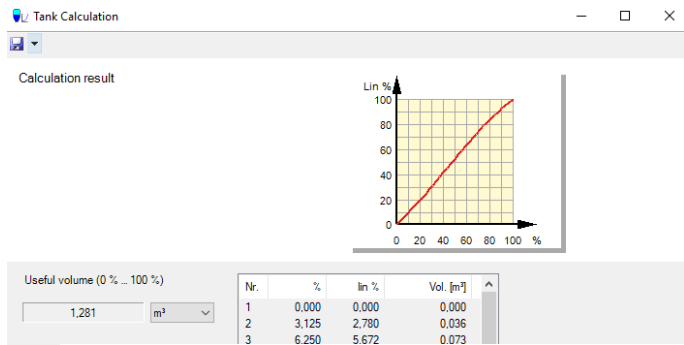 Tank Calculation
Calculation result
Lin %
100
80
60
40
20
0
0 20 40 60 80 100 %
Useful volume (0 % ... 100 %)
1,281 m³
Nr. % lin % Vol. [m³]
1 0,000 0,000 0,000
2 3,125 2,780 0,036
3 6,250 5,672 0,073